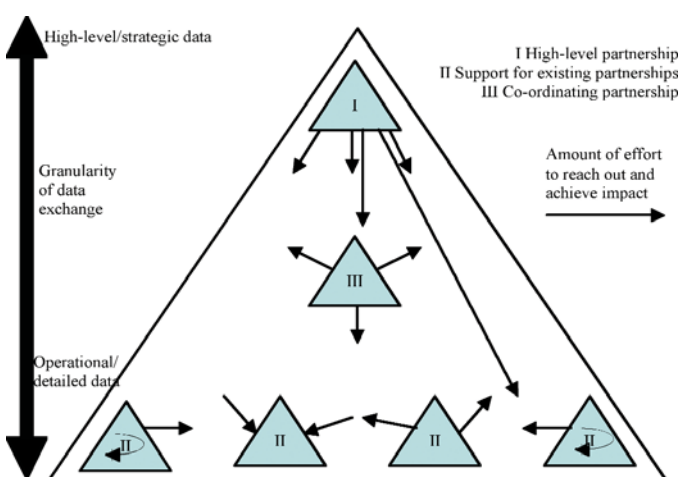 High-level/strategic data
I High-level partnership
II Support for existing partnerships
III Co-ordinating partnership
I
Granularity
of data
exchange
Amount of effort
to reach out and
achieve impact
III
Operational/
detailed data
II
II
II
II